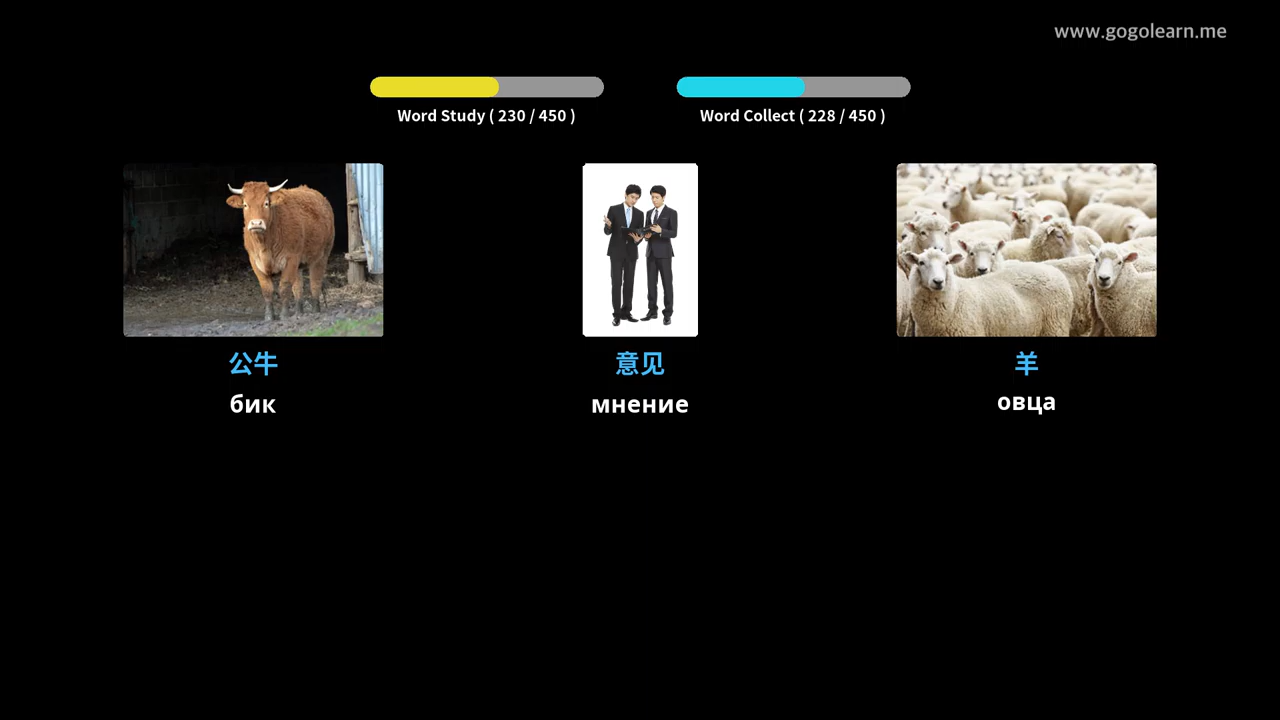 www.gogolearn.me
Word Study ( 230 / 450 )
Word Collect ( 228 / 450 )
公牛
意见
羊
бик
мнение
овца